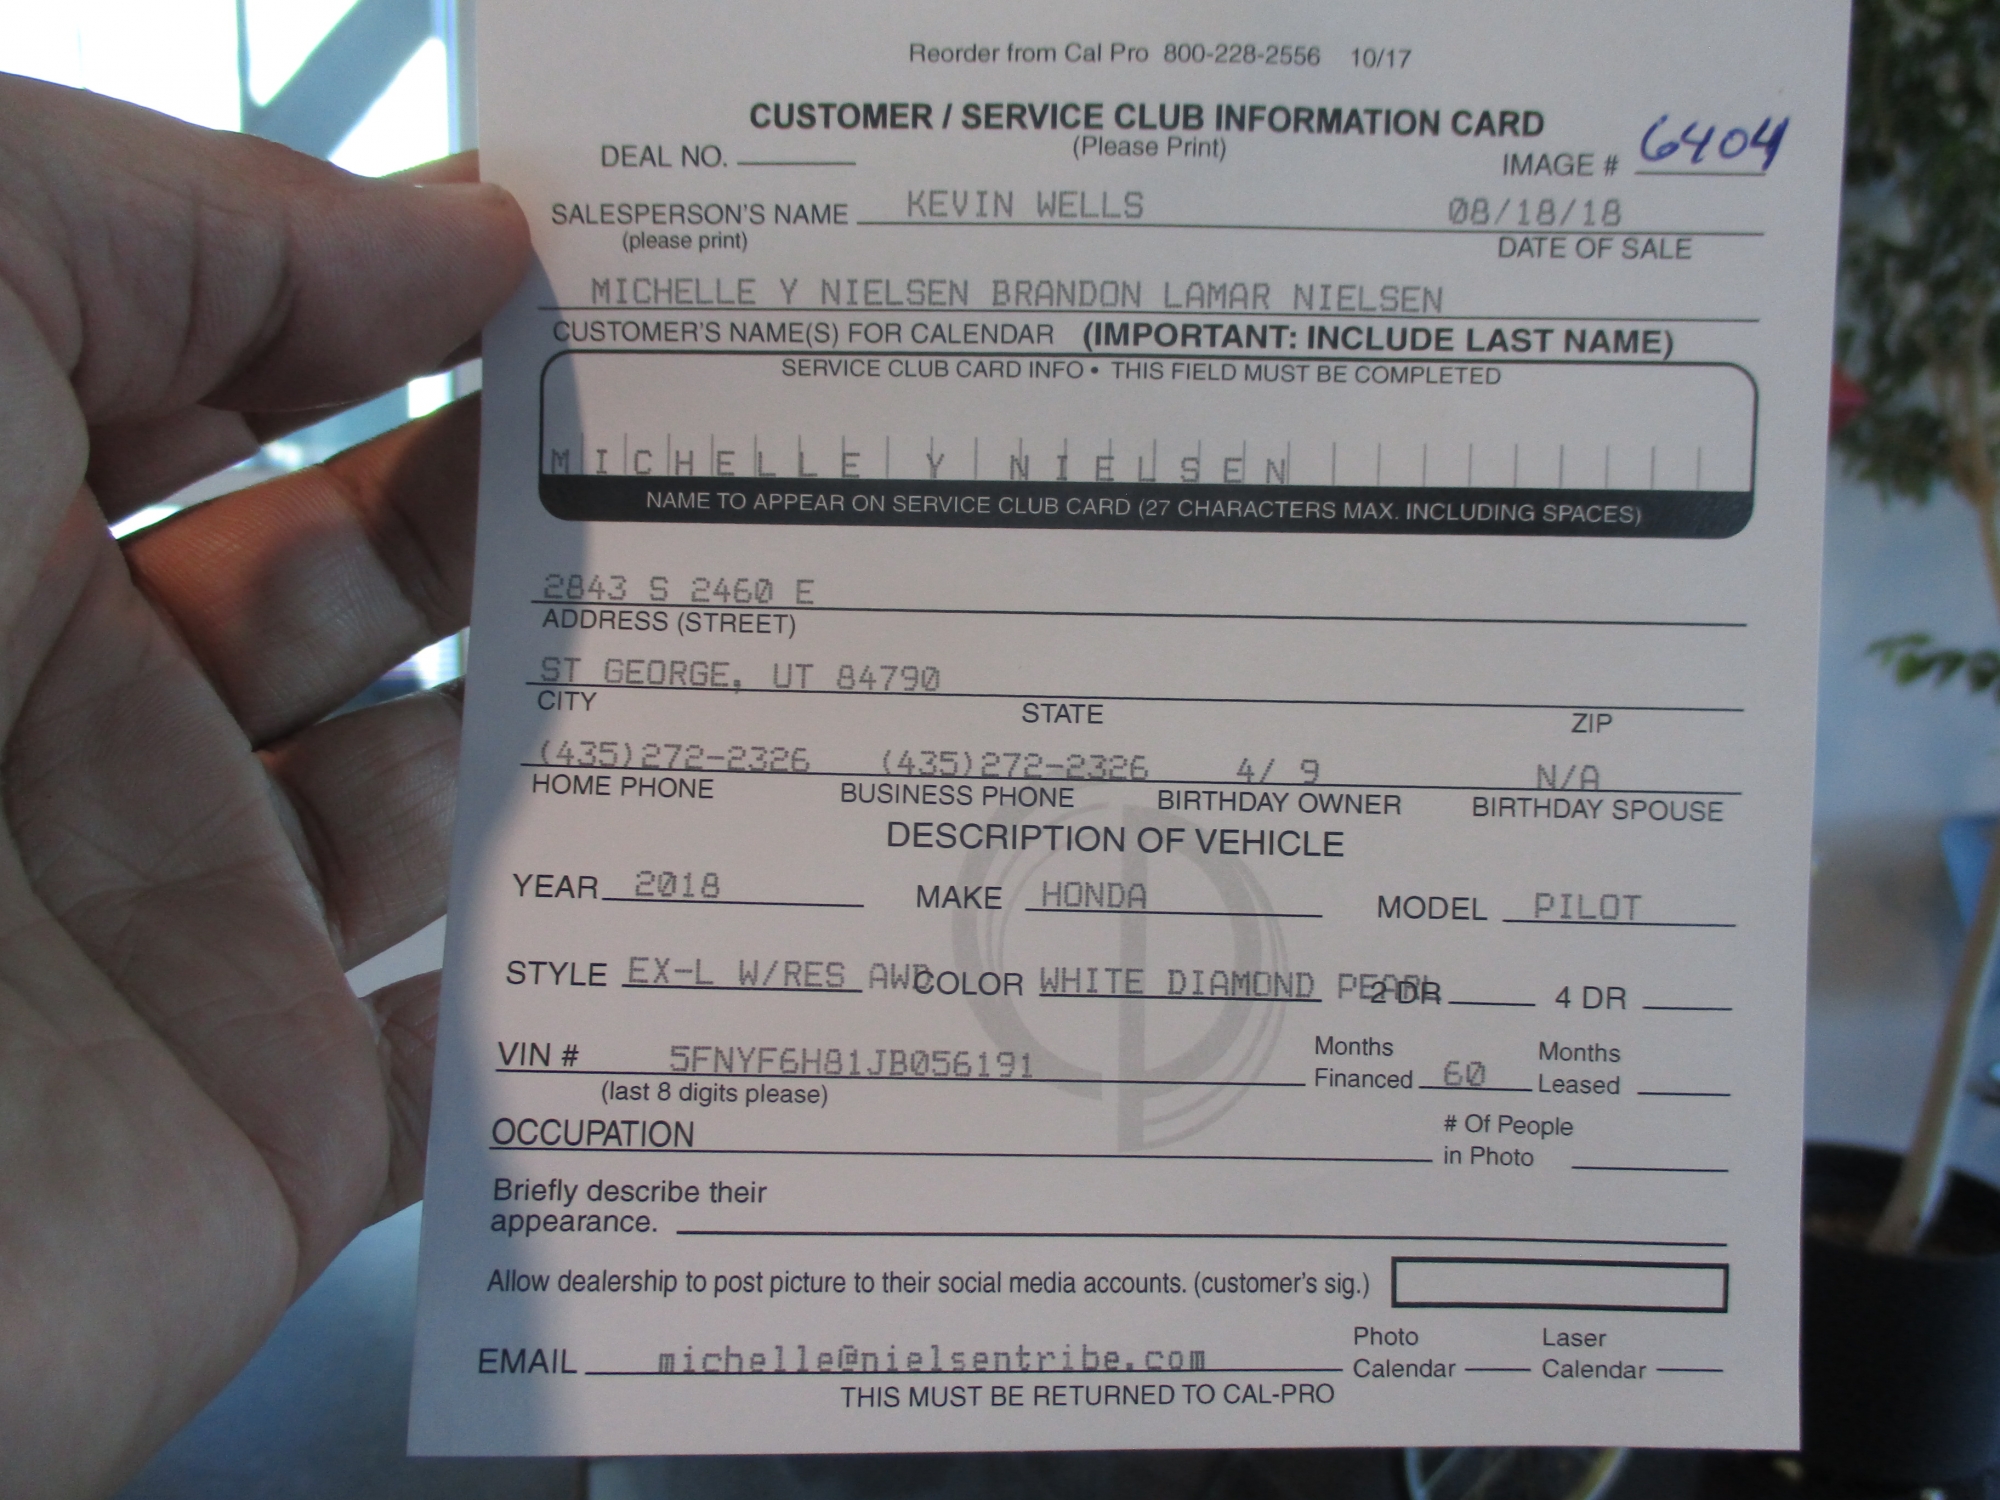 Reorder from Cal Pro 800-228-2556 10/17
CUSTOMER / SERVICE CLUB INFORMATION CARD
(Please Print)
DEAL NO. IMAGE # 6404
SALESPERSON'S NAME KEVIN WELLS 08/18/18
(please print) DATE OF SALE
MICHELLE Y NIELSEN BRANDON LAMAR NIELSEN
CUSTOMER'S NAME(S) FOR CALENDAR (IMPORTANT: INCLUDE LAST NAME)
SERVICE CLUB CARD INFO • THIS FIELD MUST BE COMPLETED
MICHELLE Y NIELSEN
NAME TO APPEAR ON SERVICE CLUB CARD (27 CHARACTERS MAX. INCLUDING SPACES)
2843 S 2460 E
ADDRESS (STREET)
ST GEORGE, UT 84790
CITY STATE ZIP
(435)272-2326 (435)272-2326 4/ 9 N/A
HOME PHONE BUSINESS PHONE BIRTHDAY OWNER BIRTHDAY SPOUSE
DESCRIPTION OF VEHICLE
YEAR 2018 MAKE HONDA MODEL PILOT
STYLE EX-L W/RES AWD COLOR WHITE DIAMOND PEARL 2 DR 4 DR
VIN # 5FNYF6H81JB056191 Months Financed 60 Months Leased
(last 8 digits please)
OCCUPATION # Of People in Photo
Briefly describe their
appearance.
Allow dealership to post picture to their social media accounts. (customer's sig.)
EMAIL michelle@nielsentribe.com Photo Calendar Laser Calendar
THIS MUST BE RETURNED TO CAL-PRO